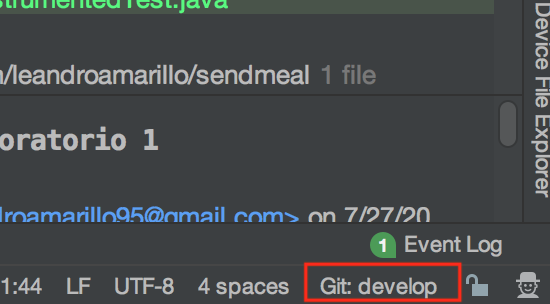 strumentedTest.java
n/leandroamarillo/sendmeal 1 file
oratorio 1
droamarillo95@gmail.com> on 7/27/20
1 Event Log
1:44 LF UTF-8 4 spaces Git: develop
Device File Explorer